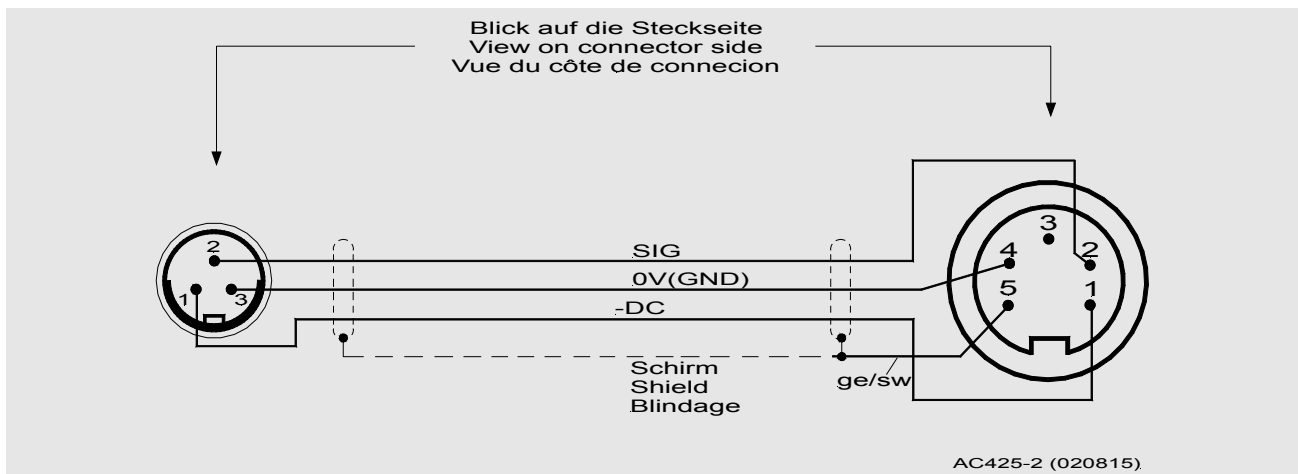 Blick auf die Steckseite
View on connector side
Vue du côte de connecion
2
1
3
SIG
0V(GND)
-DC
Schirm
Shield
Blindage
ge/sw
3
4
2
5
1
AC425-2 (020815)